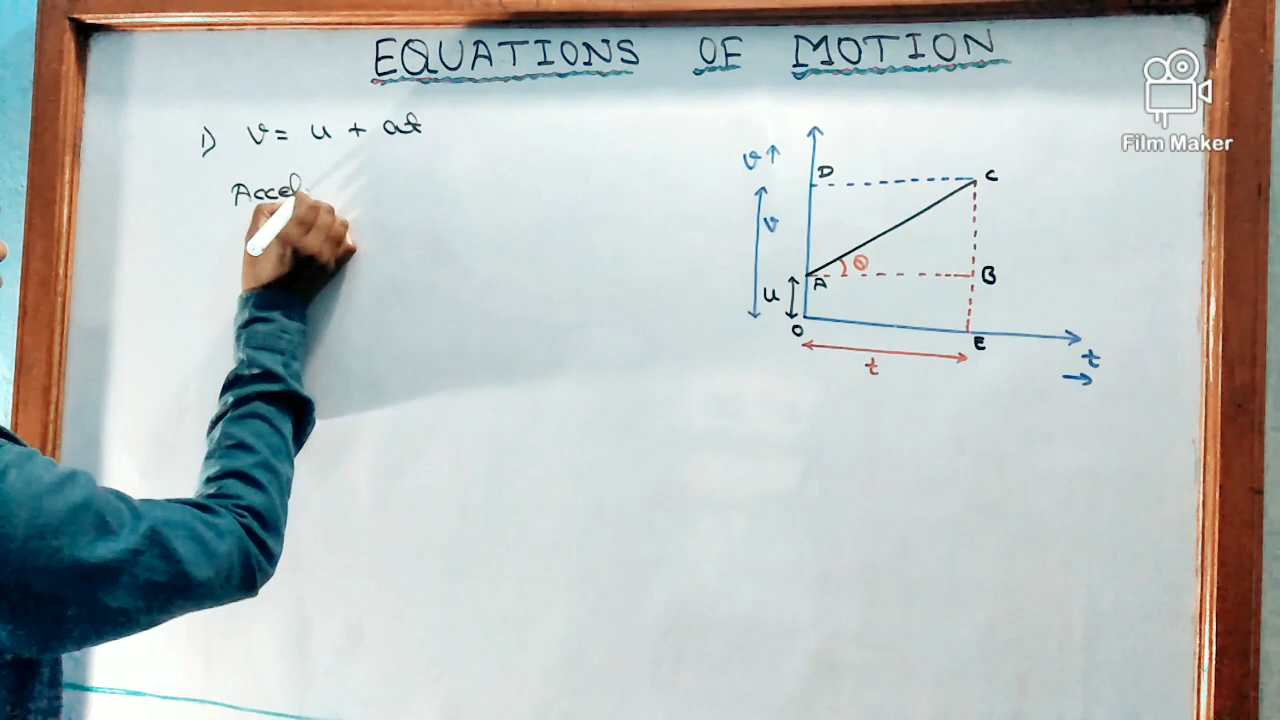 EQUATIONS OF MOTION
Film Maker
1) v = u + at
Accel
v ↑
D
C
v
θ
A
B
u
O
E
t
t
→